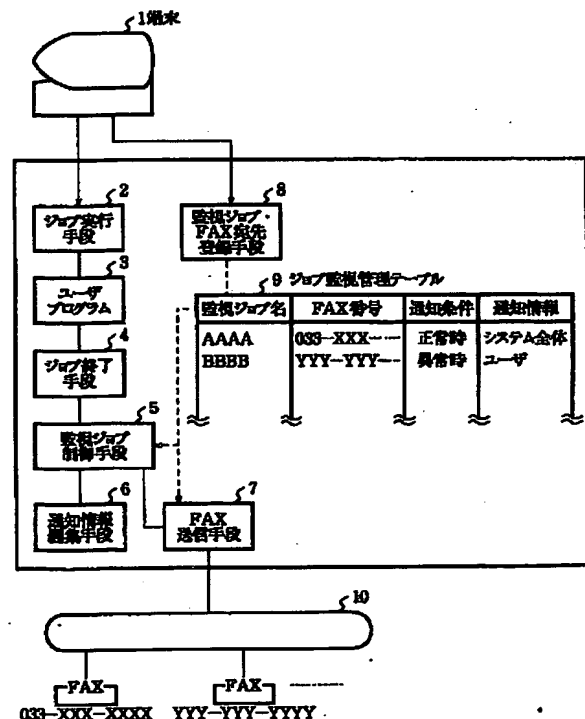 1 端末
2
ジョブ実行
手段
3
ユーザ
プログラム
4
ジョブ終了
手段
5
監視ジョブ
制御手段
6
通知情報
編集手段
7
FAX
送信手段
8
監視ジョブ・
FAX宛先
登録手段
9 ジョブ監視管理テーブル
監視ジョブ名 FAX番号 通知条件 通知情報
AAAA 033-XXX---- 正常時 システム全体
BBBB YYY-YYY---- 異常時 ユーザ
10
FAX FAX
033-XXX-XXXX YYY-YYY-YYYY